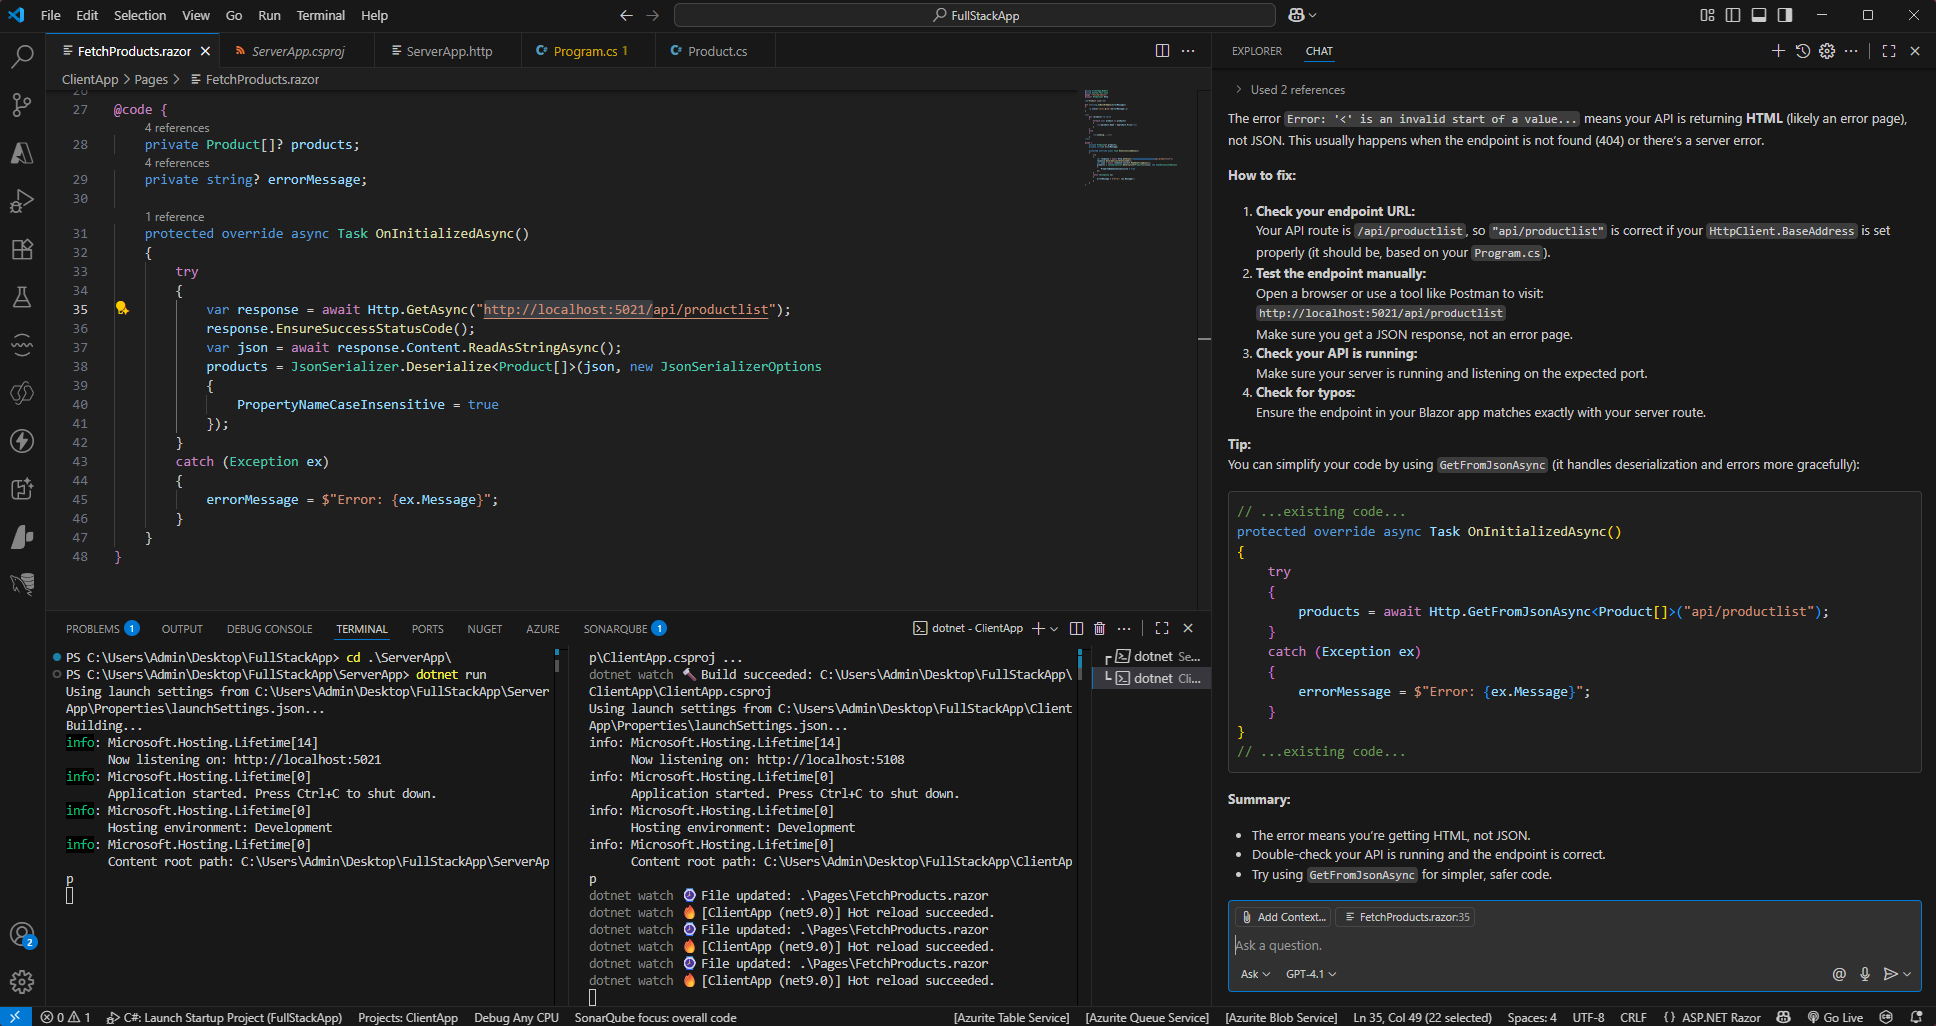 File Edit Selection View Go Run Terminal Help
FullStackApp
FetchProducts.razor
ServerApp.csproj
ServerApp.http
Program.cs 1
Product.cs
ClientApp > Pages > FetchProducts.razor
26
27 @code {
4 references
28 private Product[]? products;
4 references
29 private string? errorMessage;
30
1 reference
31 protected override async Task OnInitializedAsync()
32 {
33 try
34 {
35 var response = await Http.GetAsync("http://localhost:5021/api/productlist");
36 response.EnsureSuccessStatusCode();
37 var json = await response.Content.ReadAsStringAsync();
38 products = JsonSerializer.Deserialize<Product[]>(json, new JsonSerializerOptions
39 {
40 PropertyNameCaseInsensitive = true
41 });
42 }
43 catch (Exception ex)
44 {
45 errorMessage = $"Error: {ex.Message}";
46 }
47 }
48 }
PROBLEMS 1 OUTPUT DEBUG CONSOLE TERMINAL PORTS NUGET AZURE SONARQUBE 1
dotnet - ClientApp
PS C:\Users\Admin\Desktop\FullStackApp> cd .\ServerApp\
PS C:\Users\Admin\Desktop\FullStackApp\ServerApp> dotnet run
Using launch settings from C:\Users\Admin\Desktop\FullStackApp\Server
App\Properties\launchSettings.json...
Building...
info: Microsoft.Hosting.Lifetime[14]
Now listening on: http://localhost:5021
info: Microsoft.Hosting.Lifetime[0]
Application started. Press Ctrl+C to shut down.
info: Microsoft.Hosting.Lifetime[0]
Hosting environment: Development
info: Microsoft.Hosting.Lifetime[0]
Content root path: C:\Users\Admin\Desktop\FullStackApp\ServerAp
p
p\ClientApp.csproj ...
dotnet watch 🔨 Build succeeded: C:\Users\Admin\Desktop\FullStackApp\
ClientApp\ClientApp.csproj
Using launch settings from C:\Users\Admin\Desktop\FullStackApp\Client
App\Properties\launchSettings.json...
info: Microsoft.Hosting.Lifetime[14]
Now listening on: http://localhost:5108
info: Microsoft.Hosting.Lifetime[0]
Application started. Press Ctrl+C to shut down.
info: Microsoft.Hosting.Lifetime[0]
Hosting environment: Development
info: Microsoft.Hosting.Lifetime[0]
Content root path: C:\Users\Admin\Desktop\FullStackApp\ClientAp
p
dotnet watch ⌚ File updated: .\Pages\FetchProducts.razor
dotnet watch 🔥 [ClientApp (net9.0)] Hot reload succeeded.
dotnet watch ⌚ File updated: .\Pages\FetchProducts.razor
dotnet watch 🔥 [ClientApp (net9.0)] Hot reload succeeded.
dotnet watch ⌚ File updated: .\Pages\FetchProducts.razor
dotnet watch 🔥 [ClientApp (net9.0)] Hot reload succeeded.
dotnet Se...
dotnet Cli...
EXPLORER CHAT
Used 2 references
The error Error: '<' is an invalid start of a value... means your API is returning HTML (likely an error page),
not JSON. This usually happens when the endpoint is not found (404) or there's a server error.
How to fix:
1. Check your endpoint URL:
Your API route is /api/productlist, so "api/productlist" is correct if your HttpClient.BaseAddress is set
properly (it should be, based on your Program.cs).
2. Test the endpoint manually:
Open a browser or use a tool like Postman to visit:
http://localhost:5021/api/productlist
Make sure you get a JSON response, not an error page.
3. Check your API is running:
Make sure your server is running and listening on the expected port.
4. Check for typos:
Ensure the endpoint in your Blazor app matches exactly with your server route.
Tip:
You can simplify your code by using GetFromJsonAsync (it handles deserialization and errors more gracefully):
// ...existing code...
protected override async Task OnInitializedAsync()
{
try
{
products = await Http.GetFromJsonAsync<Product[]>("api/productlist");
}
catch (Exception ex)
{
errorMessage = $"Error: {ex.Message}";
}
}
// ...existing code...
Summary:
• The error means you're getting HTML, not JSON.
• Double-check your API is running and the endpoint is correct.
• Try using GetFromJsonAsync for simpler, safer code.
Add Context... FetchProducts.razor:35
Ask a question.
Ask GPT-4.1
2
0 1 C#: Launch Startup Project (FullStackApp) Projects: ClientApp Debug Any CPU SonarQube focus: overall code [Azurite Table Service] [Azurite Queue Service] [Azurite Blob Service] Ln 35, Col 49 (22 selected) Spaces: 4 UTF-8 CRLF { } ASP.NET Razor Go Live